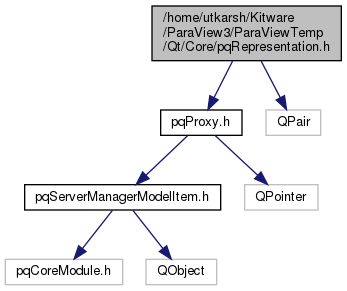 /home/utkarsh/Kitware
/ParaView3/ParaViewTemp
/Qt/Core/pqRepresentation.h
pqProxy.h
QPair
pqServerManagerModelItem.h
QPointer
pqCoreModule.h
QObject